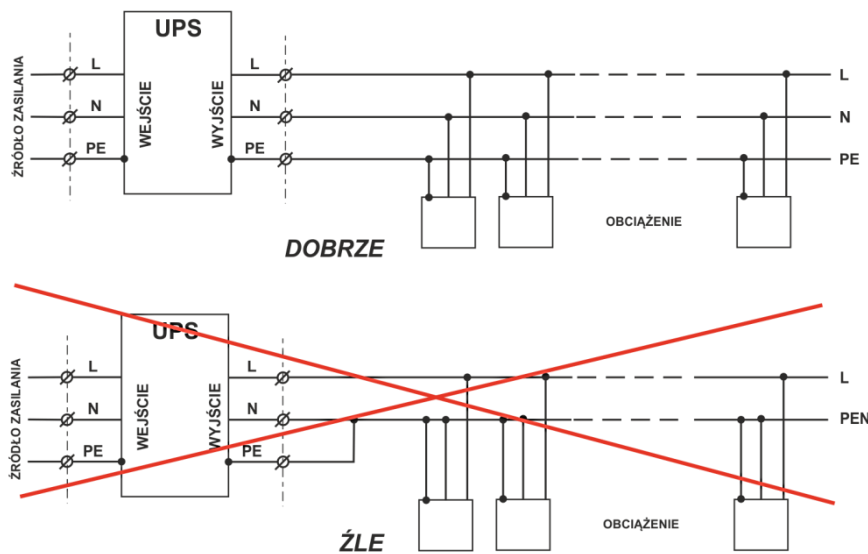 UPS
ŹRÓDŁO ZASILANIA
L
N
PE
WEJŚCIE
WYJŚCIE
L
N
PE
L
N
PE
OBCIĄŻENIE
DOBRZE
UPS
ŹRÓDŁO ZASILANIA
L
N
PE
WEJŚCIE
WYJŚCIE
L
N
PE
L
PEN
OBCIĄŻENIE
ŹLE